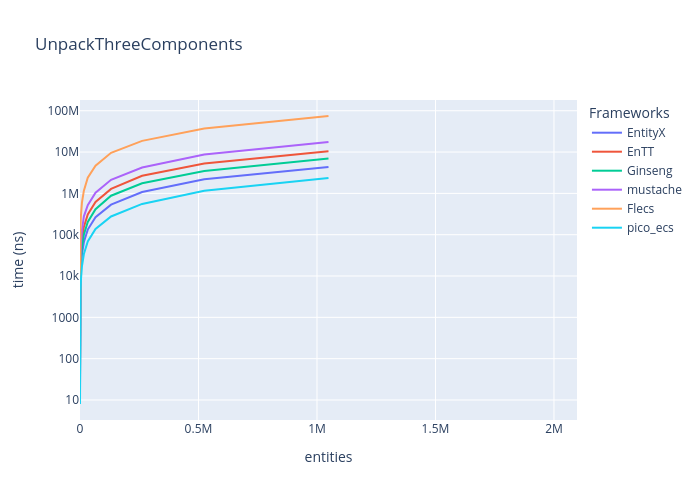 UnpackThreeComponents
100M
10M
1M
100k
10k
1000
100
10
time (ns)
0
0.5M
1M
1.5M
2M
entities
Frameworks
EntityX
EnTT
Ginseng
mustache
Flecs
pico_ecs